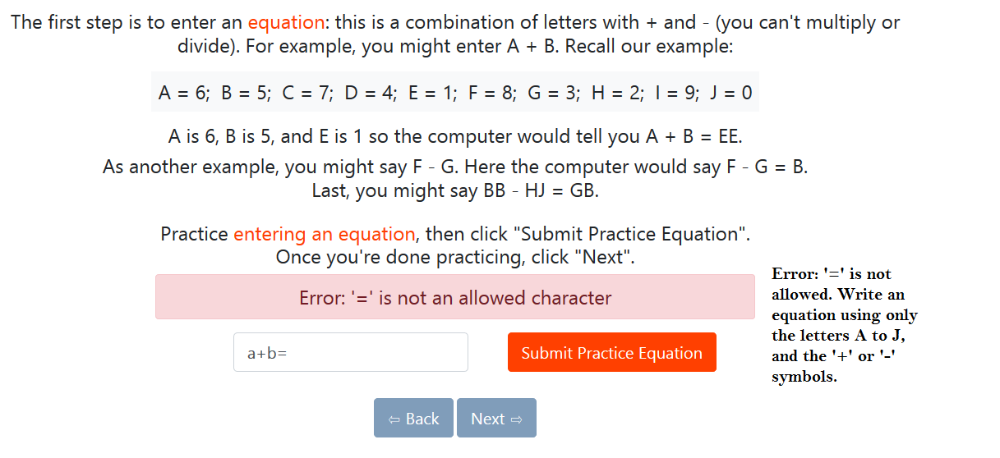 The first step is to enter an equation: this is a combination of letters with + and - (you can't multiply or
divide). For example, you might enter A + B. Recall our example:
A = 6; B = 5; C = 7; D = 4; E = 1; F = 8; G = 3; H = 2; I = 9; J = 0
A is 6, B is 5, and E is 1 so the computer would tell you A + B = EE.
As another example, you might say F - G. Here the computer would say F - G = B.
Last, you might say BB - HJ = GB.
Practice entering an equation, then click "Submit Practice Equation".
Once you're done practicing, click "Next".
Error: '=' is not an allowed character
a+b=
Submit Practice Equation
⇦ Back
Next ⇨
Error: '=' is not
allowed. Write an
equation using only
the letters A to J,
and the '+' or '-'
symbols.